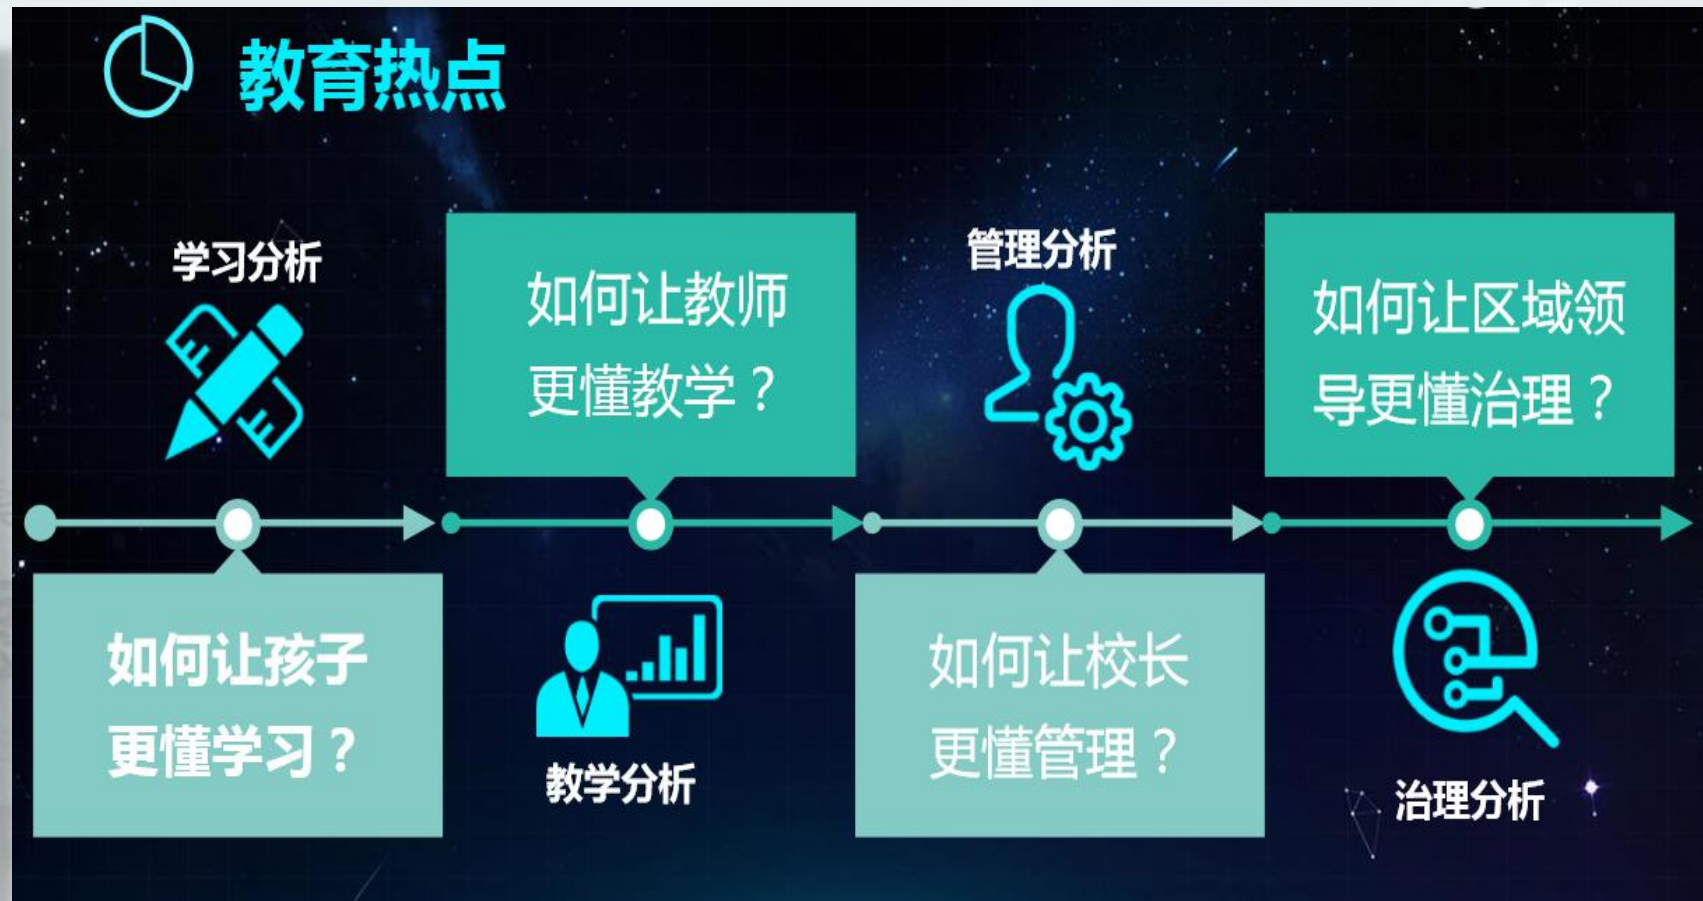 教育热点
学习分析
如何让孩子
更懂学习？
如何让教师
更懂教学？
教学分析
管理分析
如何让校长
更懂管理？
如何让区域领
导更懂治理？
治理分析